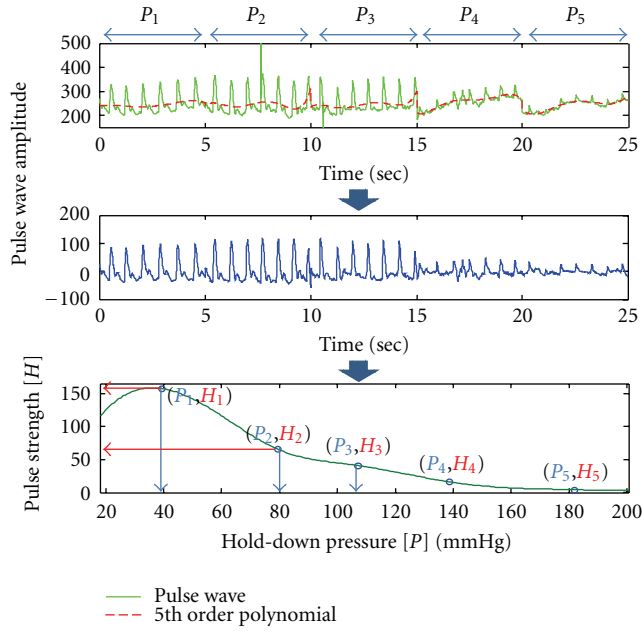 P1 P2 P3 P4 P5
500
400
300
200
0 5 10 15 20 25
Time (sec)
Pulse wave amplitude
200
100
0
−100
0 5 10 15 20 25
Time (sec)
Pulse strength [H]
150
100
50
0
(P1,H1)
(P2,H2)
(P3,H3)
(P4,H4)
(P5,H5)
20 40 60 80 100 120 140 160 180 200
Hold-down pressure [P] (mmHg)
Pulse wave
5th order polynomial